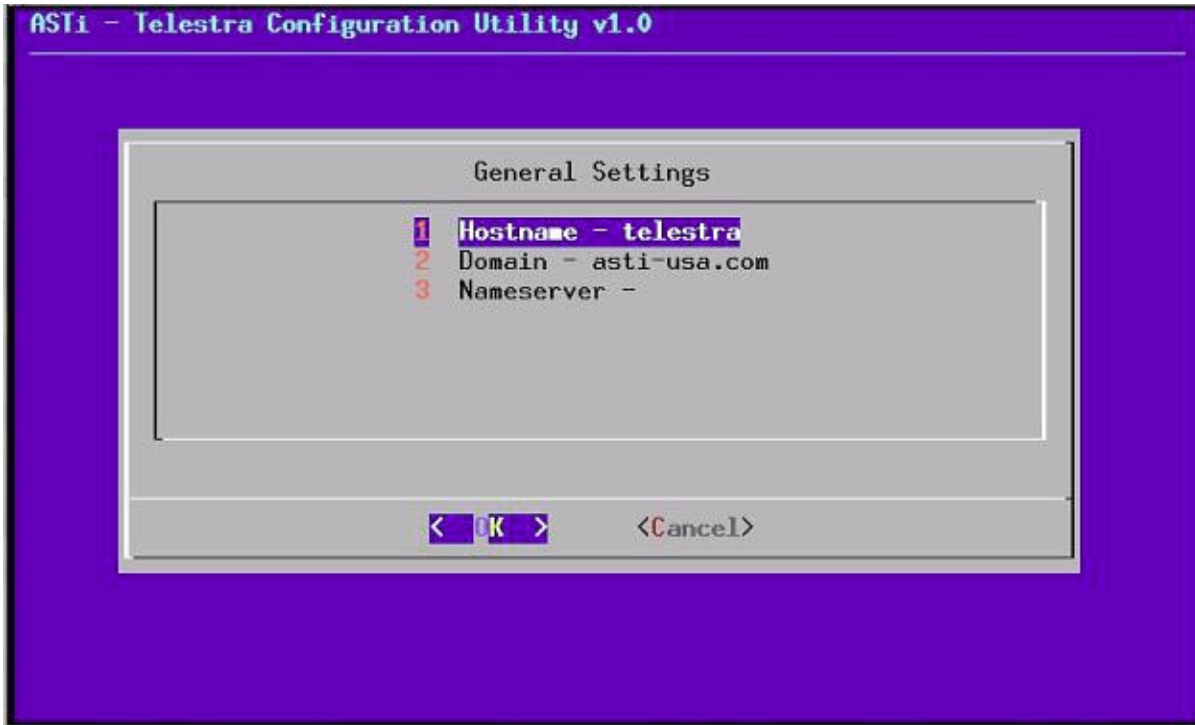 ASTi - Telestra Configuration Utility v1.0
General Settings
1 Hostname - telestra
2 Domain - asti-usa.com
3 Nameserver -
< OK > <Cancel>